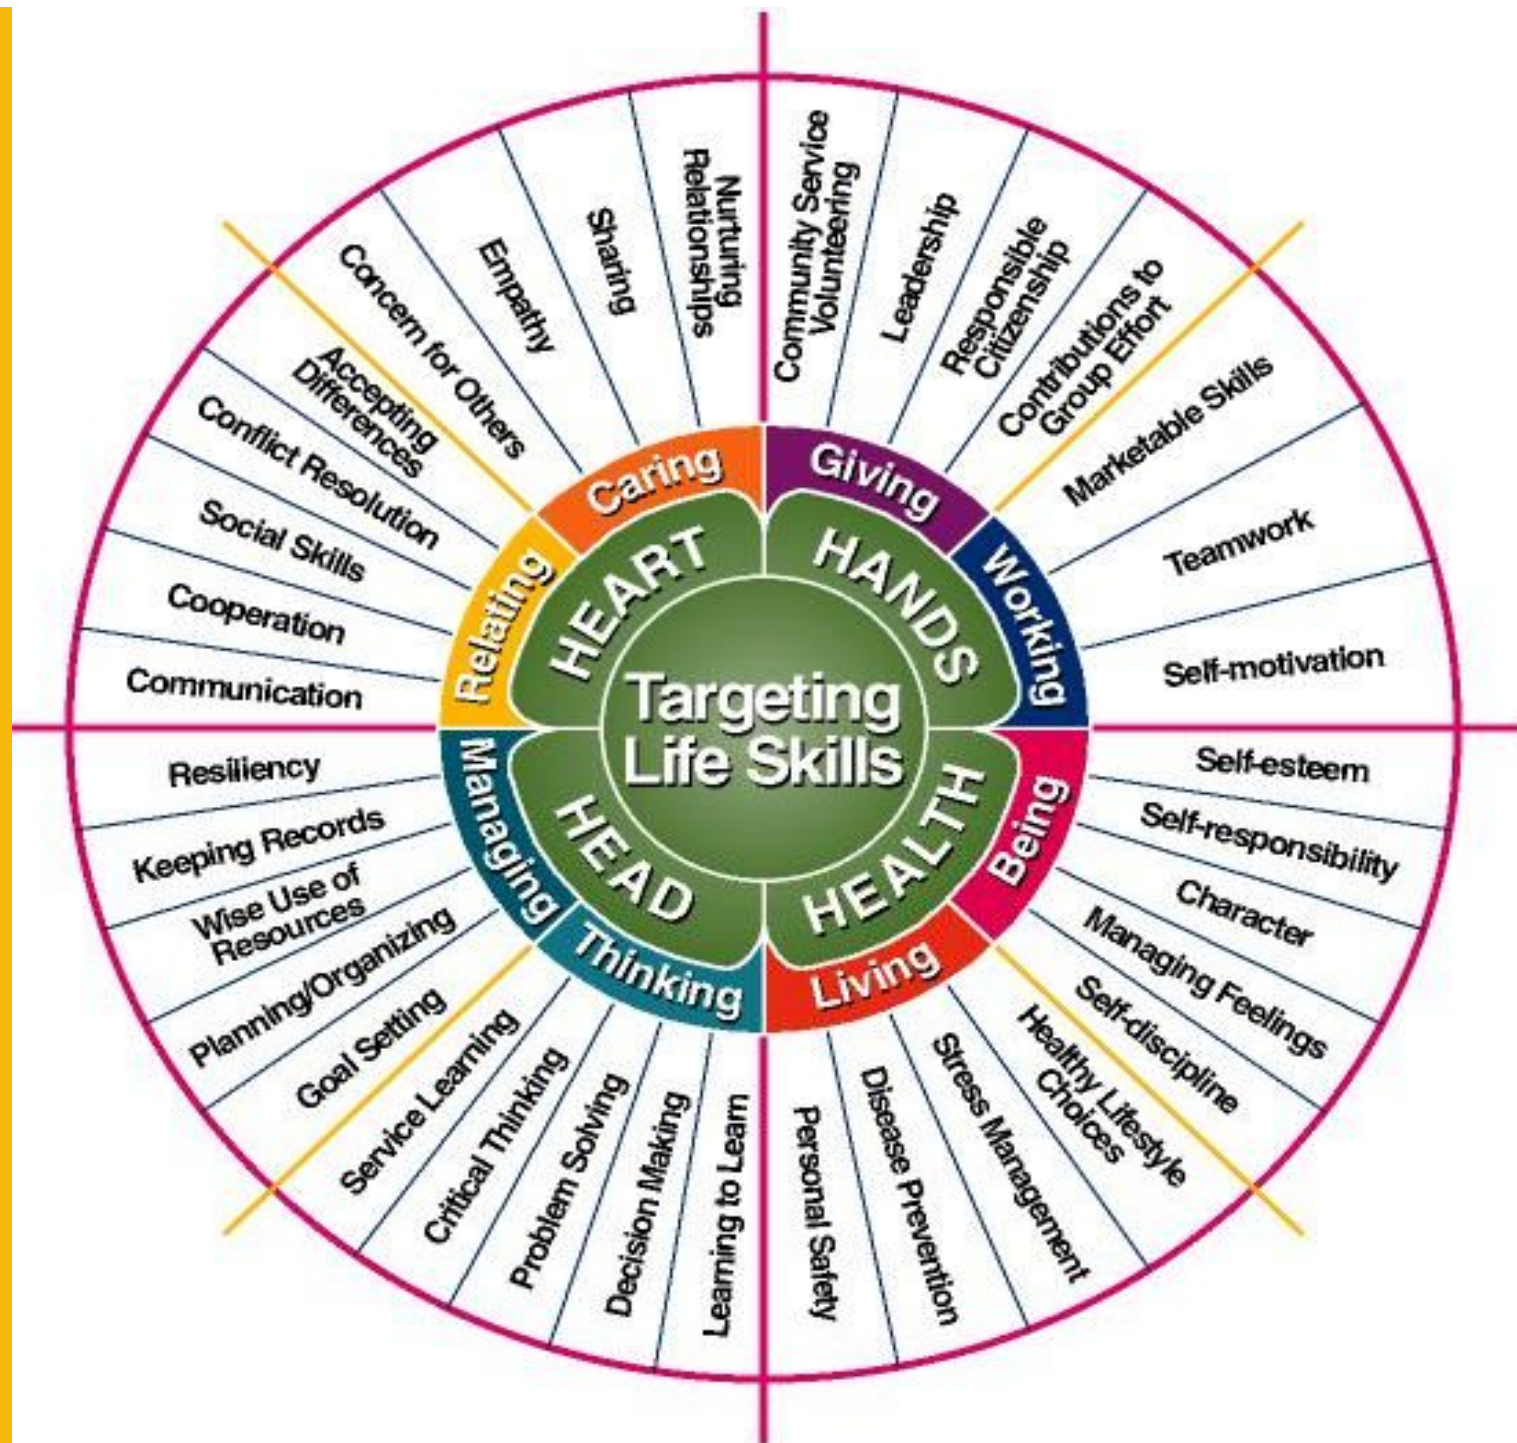 Targeting
Life Skills
HEART
HANDS
HEALTH
HEAD
Caring
Giving
Working
Being
Living
Thinking
Managing
Relating
Community Service
Volunteering
Leadership
Responsible
Citizenship
Contributions to
Group Effort
Marketable Skills
Teamwork
Self-motivation
Self-esteem
Self-responsibility
Character
Managing Feelings
Self-discipline
Healthy Lifestyle
Choices
Stress Management
Disease Prevention
Personal Safety
Learning to Learn
Decision Making
Problem Solving
Critical Thinking
Service Learning
Goal Setting
Planning/Organizing
Wise Use of
Resources
Keeping Records
Resiliency
Communication
Cooperation
Social Skills
Conflict Resolution
Accepting
Differences
Concern for Others
Empathy
Sharing
Nurturing
Relationships